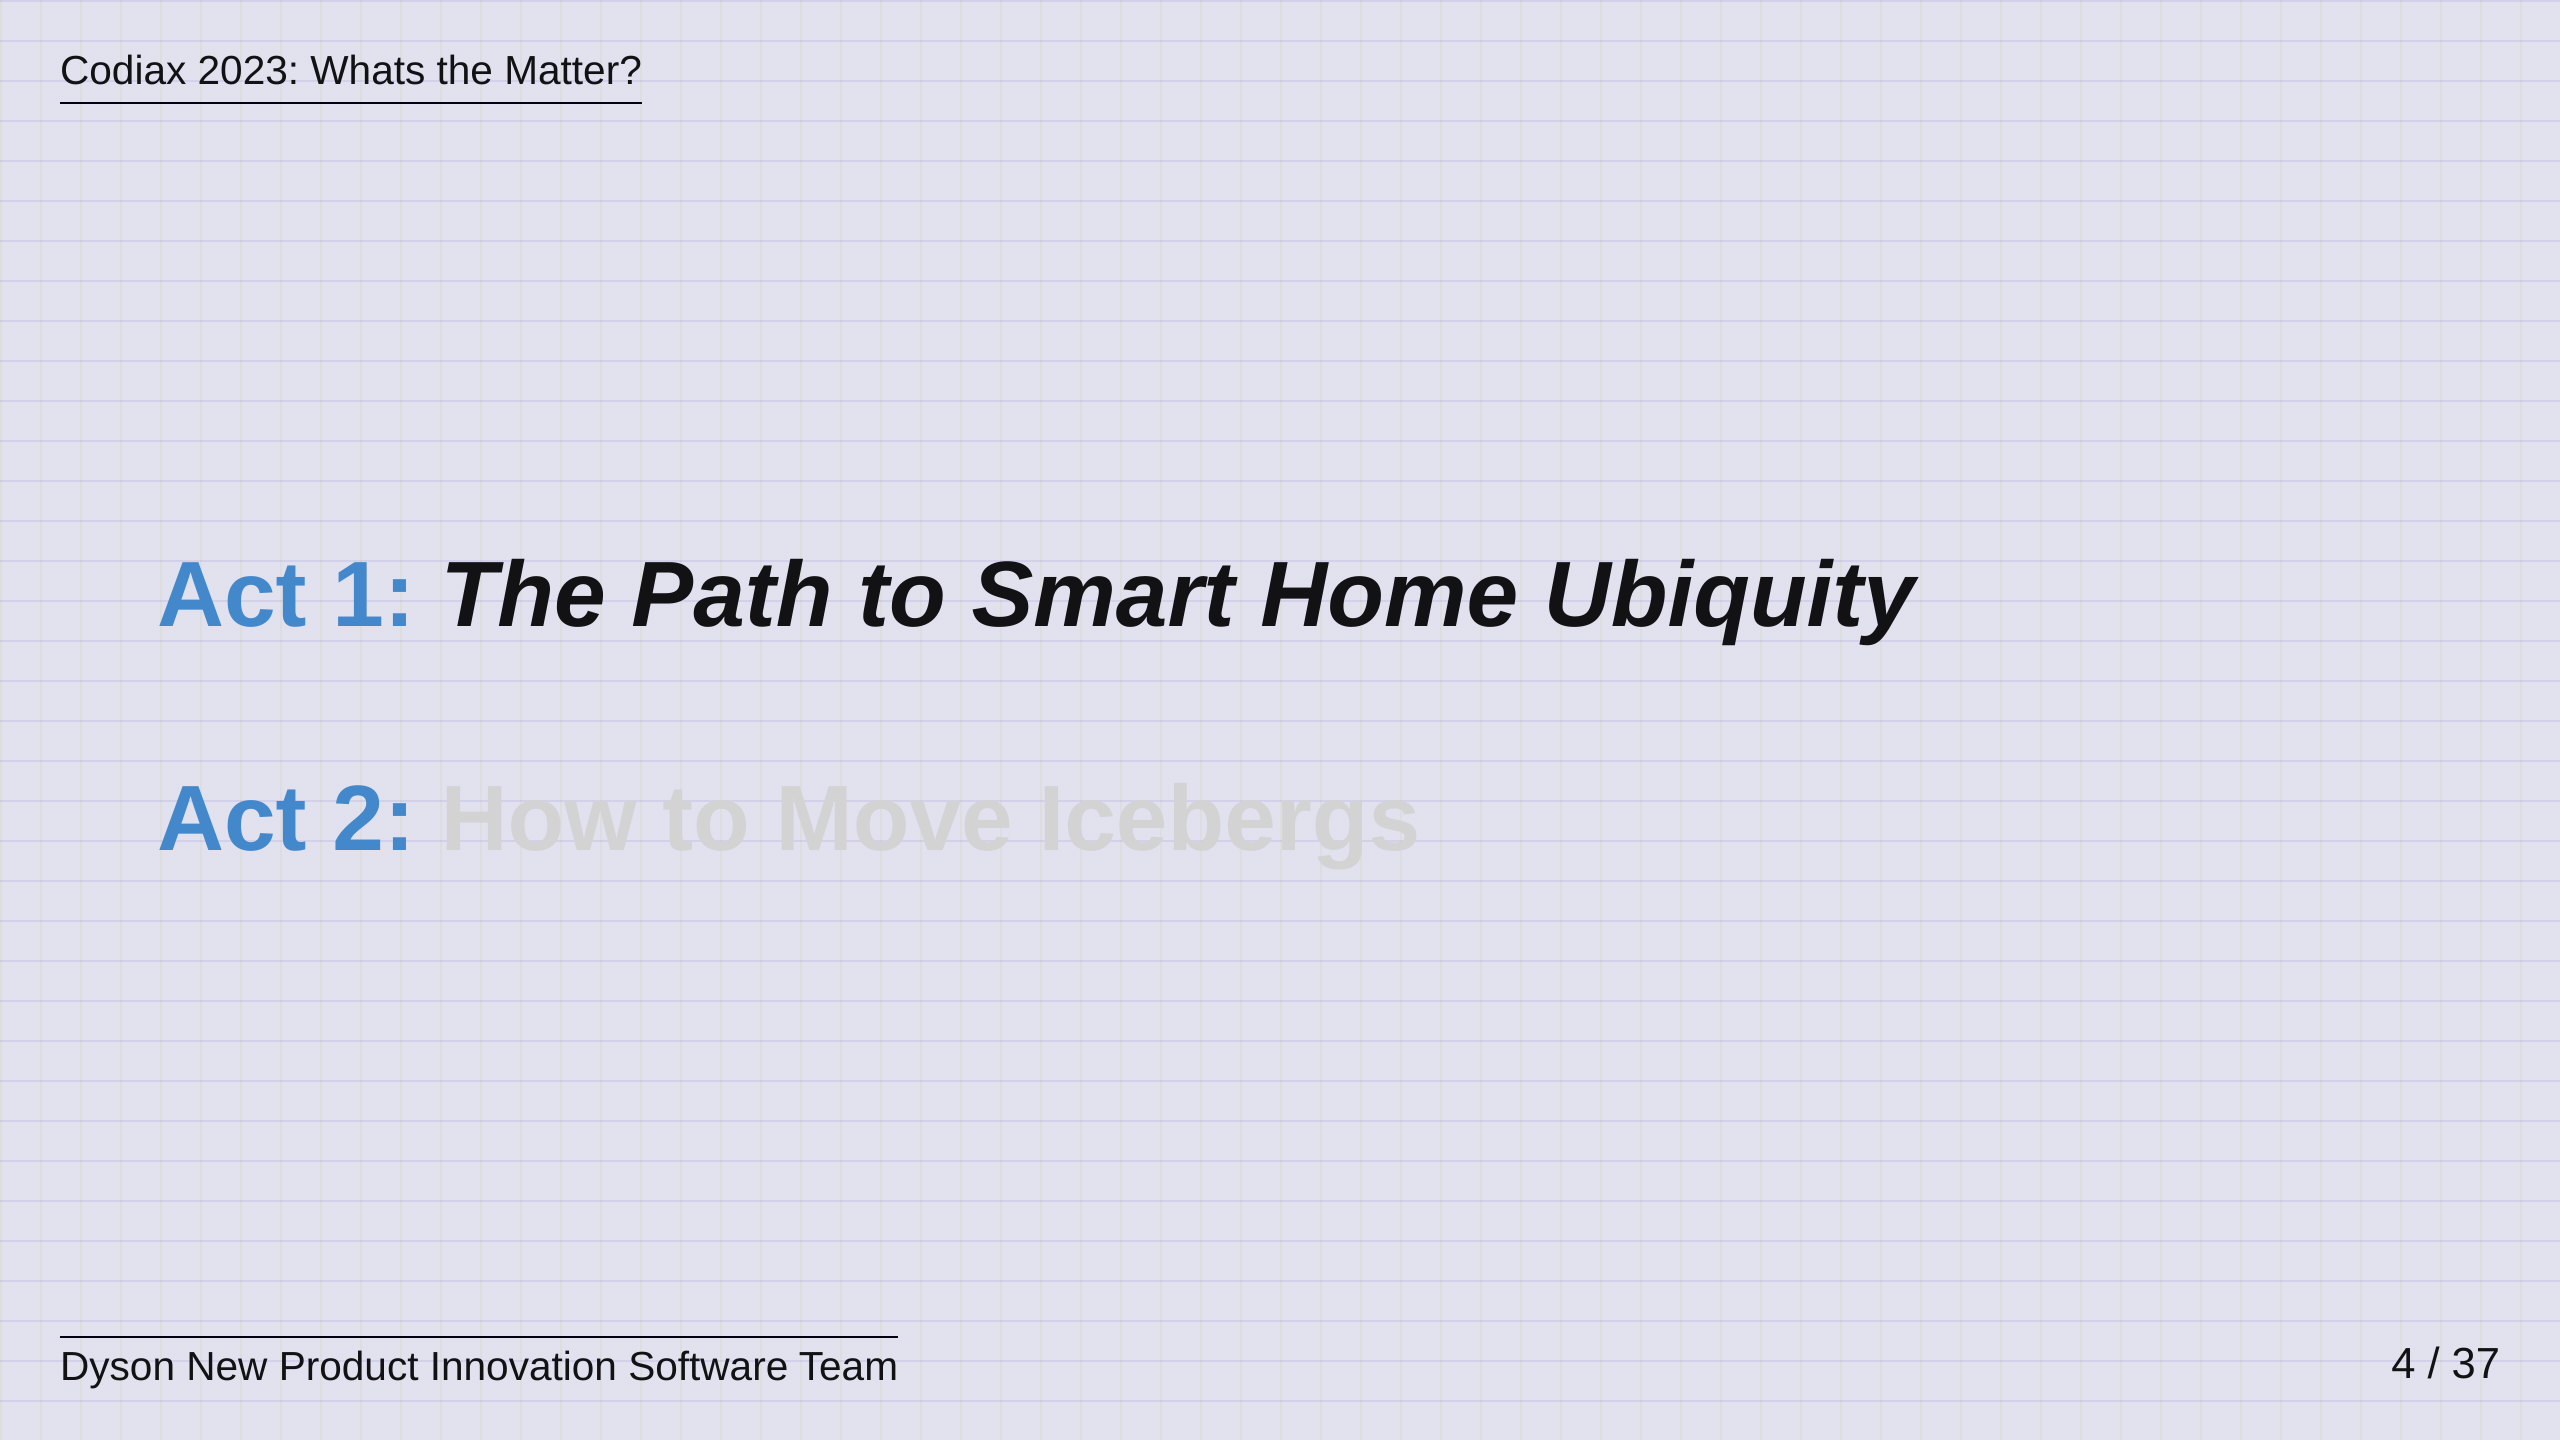 Codiax 2023: Whats the Matter?
Act 1: The Path to Smart Home Ubiquity
Act 2: How to Move Icebergs
Dyson New Product Innovation Software Team
4 / 37